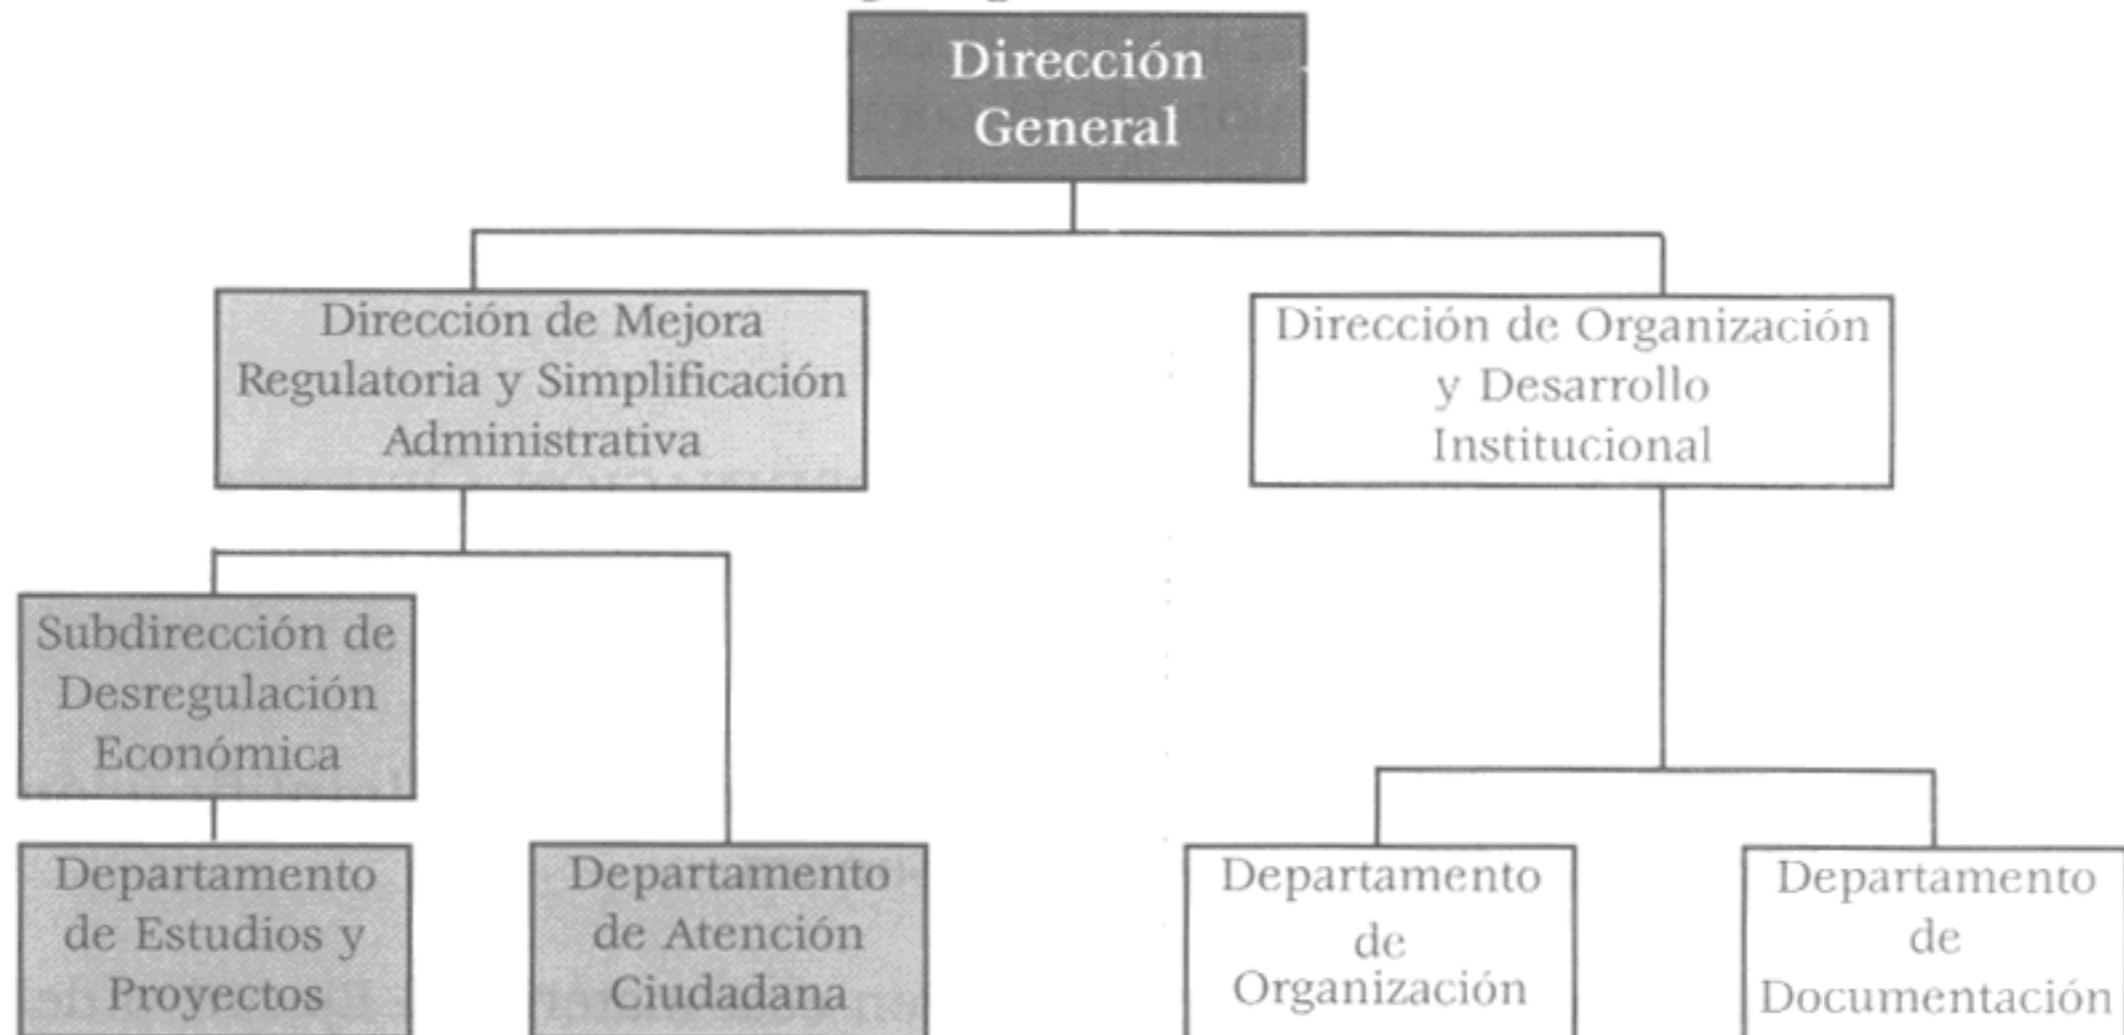 Dirección
General
Dirección de Mejora
Regulatoria y Simplificación
Administrativa
Dirección de Organización
y Desarrollo
Institucional
Subdirección de
Desregulación
Económica
Departamento
de Estudios y
Proyectos
Departamento
de Atención
Ciudadana
Departamento
de
Organización
Departamento
de
Documentación